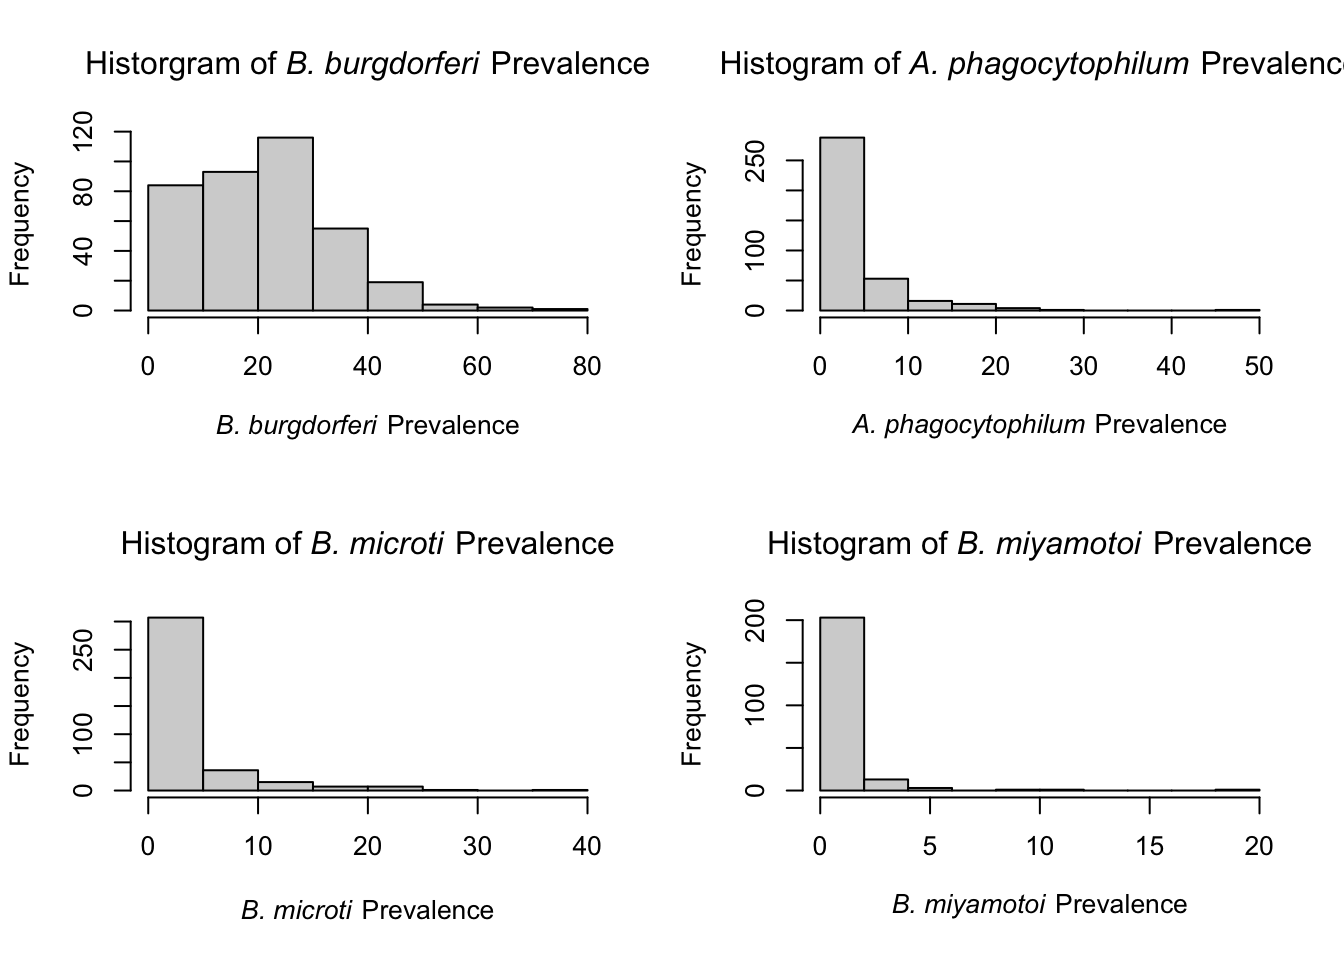 Historgram of B. burgdorferi Prevalence
Frequency
0 40 80 120
0 20 40 60 80
B. burgdorferi Prevalence
Histogram of A. phagocytophilum Prevalenc
Frequency
0 100 250
0 10 20 30 40 50
A. phagocytophilum Prevalence
Histogram of B. microti Prevalence
Frequency
0 100 250
0 10 20 30 40
B. microti Prevalence
Histogram of B. miyamotoi Prevalence
Frequency
0 100 200
0 5 10 15 20
B. miyamotoi Prevalence